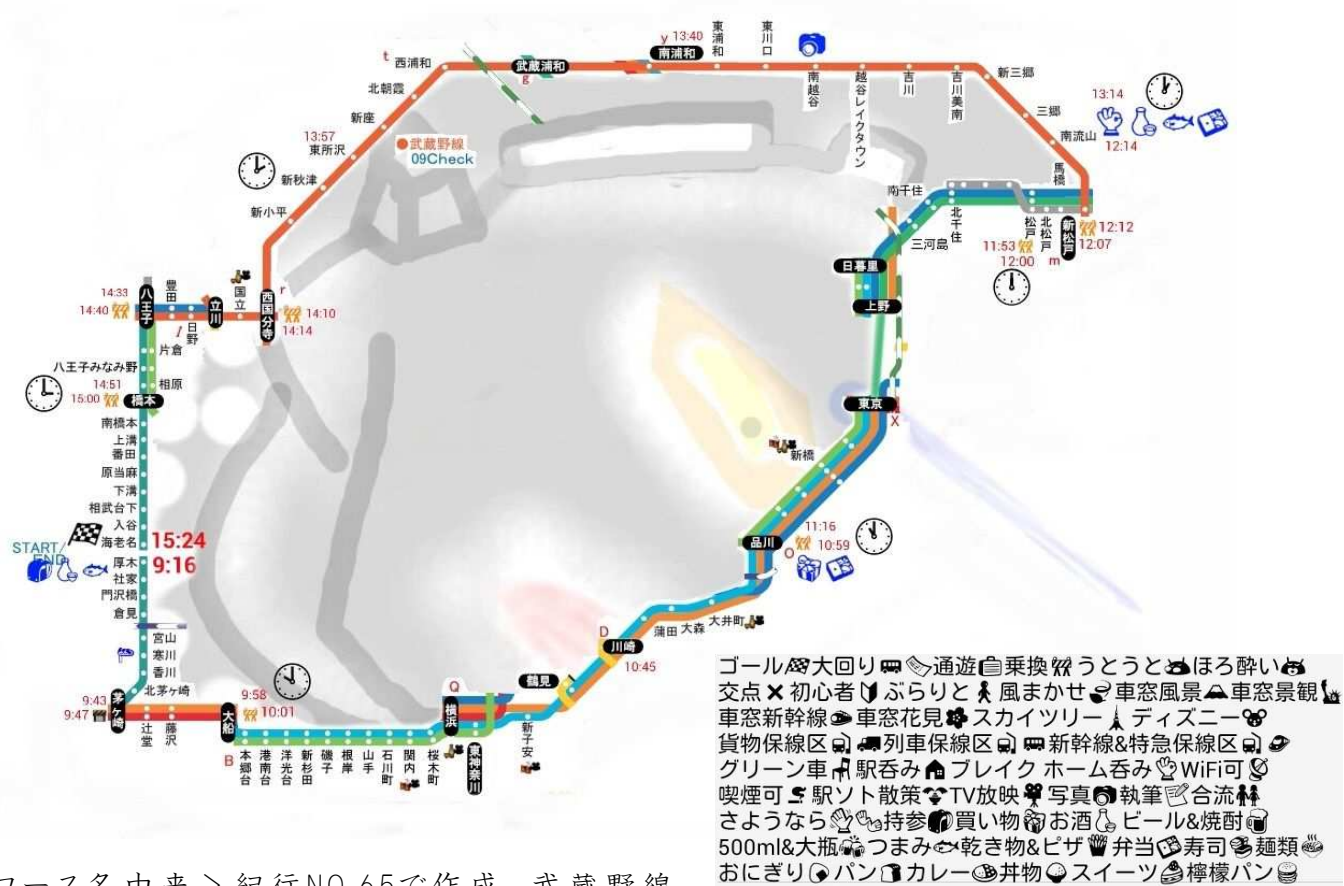 y 13:40
東浦和
東川口
t
西浦和
武蔵浦和
g
南浦和
南越谷
越谷レイクタウン
吉川
吉川美南
新三郷
三郷
南流山
13:14
12:14
北朝霞
新座
13:57
東所沢
●武蔵野線
09Check
新秋津
新小平
馬橋
南千住
北千住
三河島
松戸
北松戸
新松戸
12:12
12:07
11:53
12:00
m
日暮里
上野
14:33
14:40
八王子
豊田
l
日野
立川
国立
西国分寺
r
14:10
14:14
片倉
八王子みなみ野
14:51
相原
15:00
橋本
東京
X
南橋本
上溝
番田
原当麻
下溝
相武台下
入谷
海老名
15:24
新橋
START/
END
厚木
9:16
社家
門沢橋
倉見
11:16
品川
O
10:59
宮山
寒川
香川
北茅ケ崎
蒲田
大森
大井町
D
川崎
10:45
9:43
9:47
茅ヶ崎
辻堂
藤沢
大船
9:58
10:01
B
本郷台
港南台
洋光台
新杉田
磯子
根岸
山手
石川町
関内
桜木町
Q
横浜
東神奈川
鶴見
新子安
ゴール大回り通遊乗換うとうとほろ酔い
交点初心者ぶらりと風まかせ車窓風景車窓景観
車窓新幹線車窓花見スカイツリーディズニー
貨物保線区列車保線区新幹線&特急保線区
グリーン車駅呑みブレイク ホーム呑みWiFi可
喫煙可駅ソト散策TV放映写真執筆合流
さようなら持参買い物お酒ビール&焼酎
500ml&大瓶つまみ乾き物&ピザ弁当寿司麺類
おにぎりパンカレー丼物スイーツ檸檬パン
コース名由来＞紀行NO.65で作成 武蔵野線